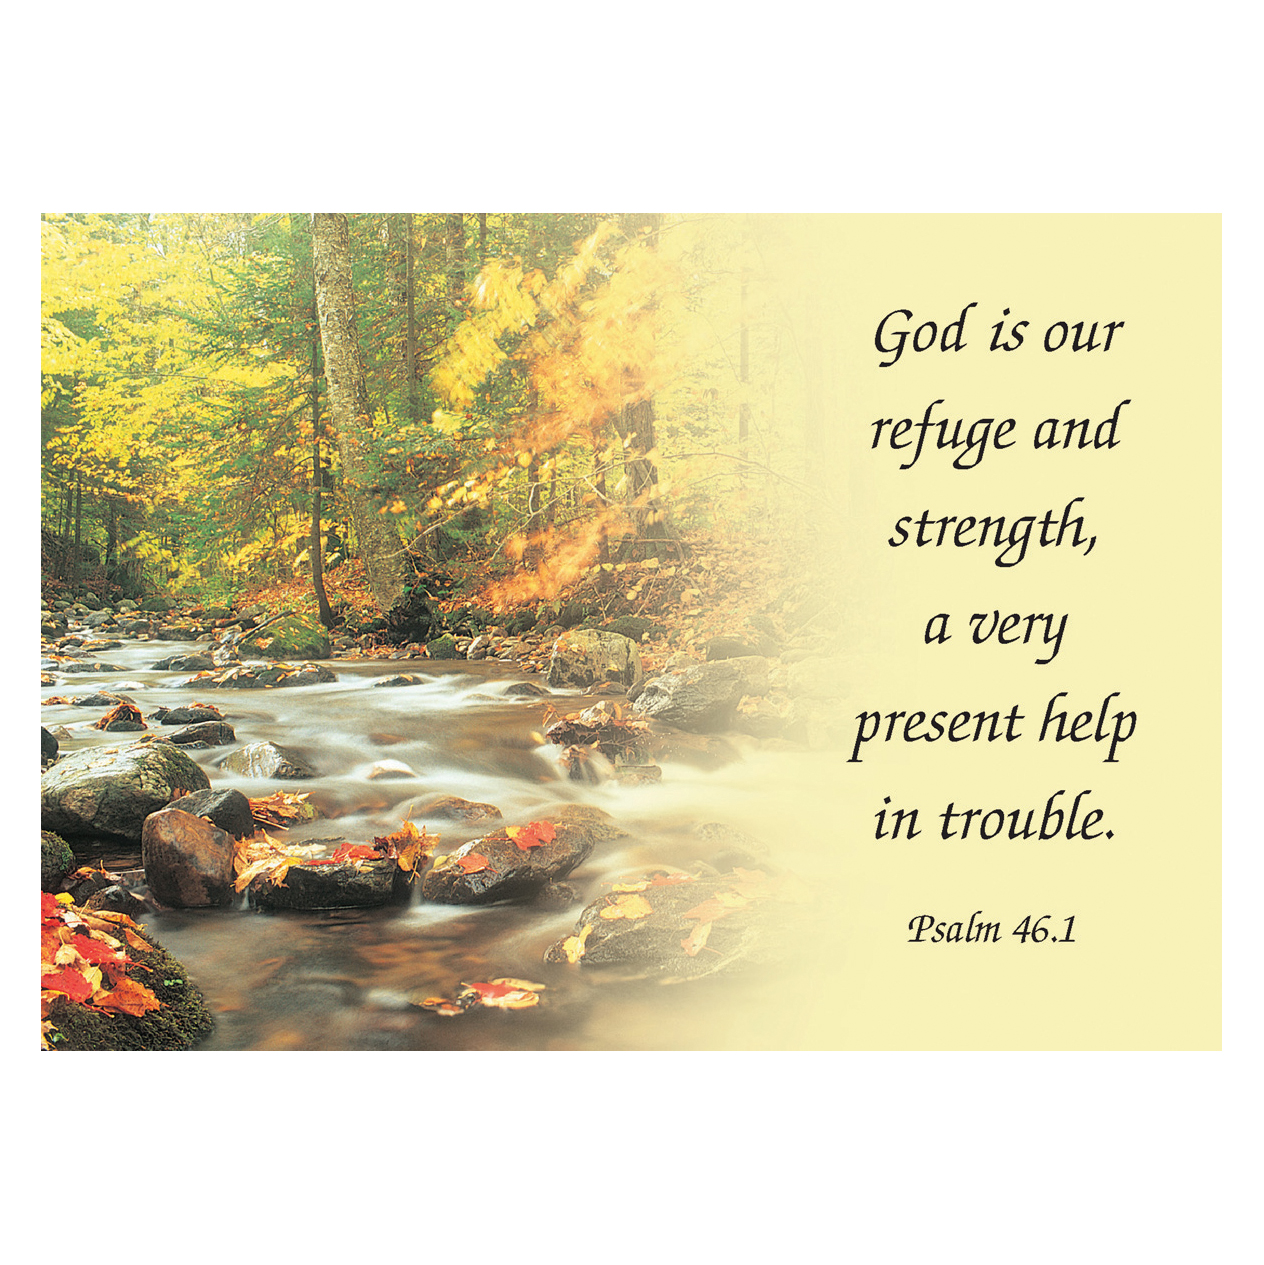 God is our
refuge and
strength,
a very
present help
in trouble.
Psalm 46.1